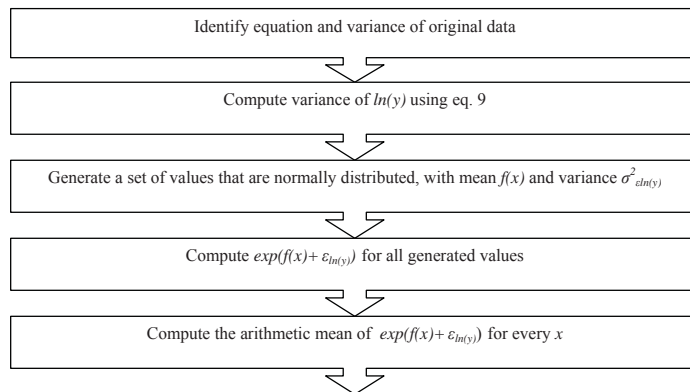 Identify equation and variance of original data
Compute variance of ln(y) using eq. 9
Generate a set of values that are normally distributed, with mean f(x) and variance σ²εln(y)
Compute exp(f(x)+ εln(y)) for all generated values
Compute the arithmetic mean of exp(f(x)+ εln(y)) for every x